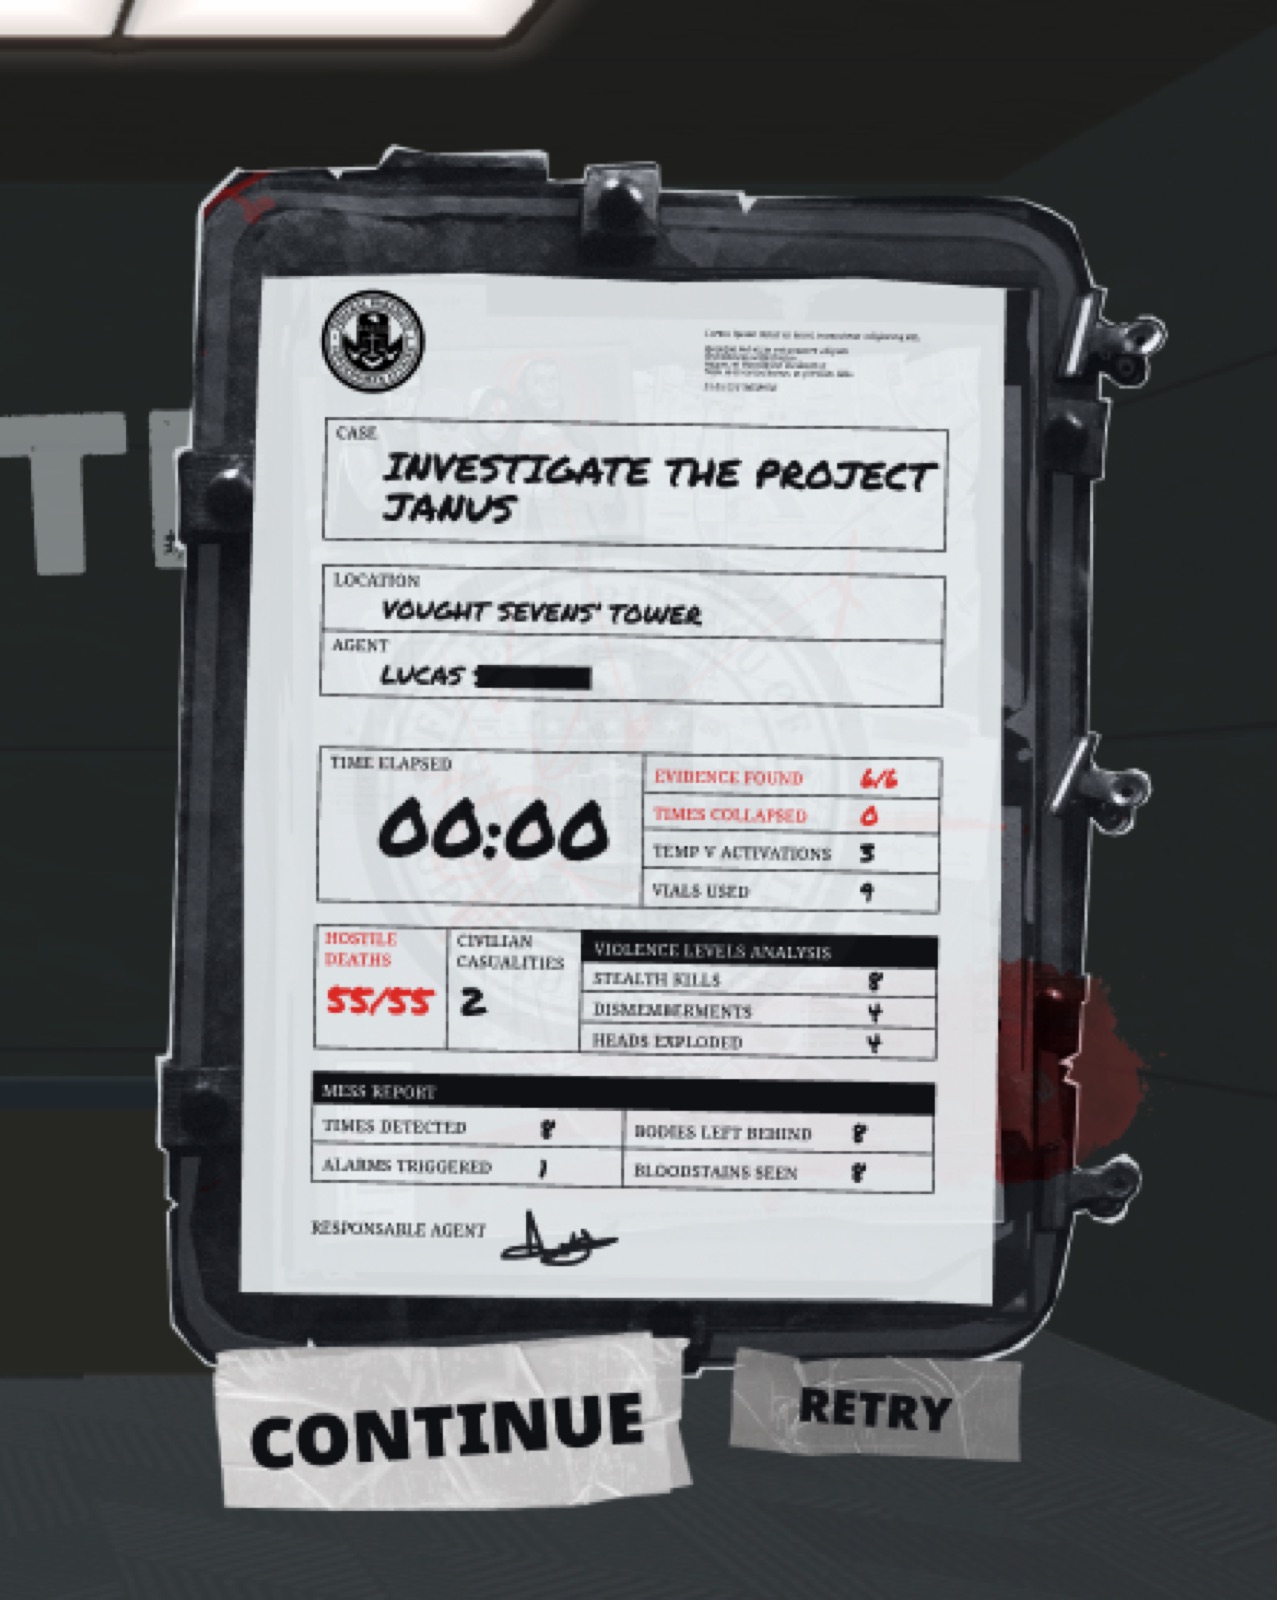 CASE
INVESTIGATE THE PROJECT
JANUS
LOCATION
VOUGHT SEVENS' TOWER
AGENT
LUCAS
TIME ELAPSED
00:00
EVIDENCE FOUND 6/6
TIMES COLLAPSED 0
TEMP V ACTIVATIONS 3
VIALS USED 9
HOSTILE
DEATHS
55/55
CIVILIAN
CASUALITIES
2
VIOLENCE LEVELS ANALYSIS
STEALTH KILLS 8
DISMEMBERMENTS 4
HEADS EXPLODED 4
MESS REPORT
TIMES DETECTED 8
BODIES LEFT BEHIND 8
ALARMS TRIGGERED 1
BLOODSTAINS SEEN 8
RESPONSABLE AGENT
CONTINUE
RETRY